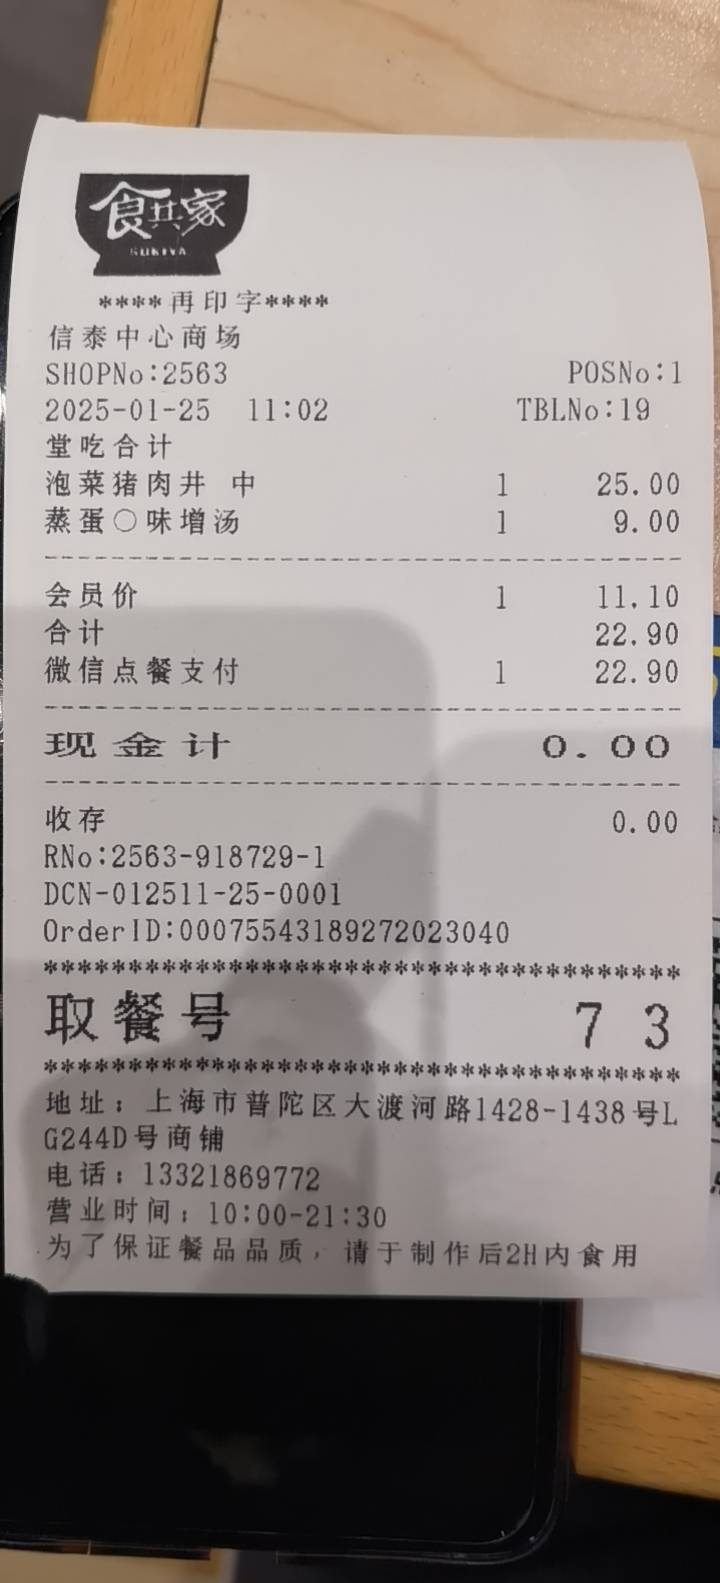 食其家
SUKIYA
****再印字****
信泰中心商场
SHOPNo:2563 POSNo:1
2025-01-25 11:02 TBLNo:19
堂吃合计
泡菜猪肉井 中 1 25.00
蒸蛋〇味增汤 1 9.00
会员价 1 11.10
合计 22.90
微信点餐支付 1 22.90
现金计 0.00
收存 0.00
RNo:2563-918729-1
DCN-012511-25-0001
OrderID:00075543189272023040
**************************************
取餐号 73
**************************************
地址：上海市普陀区大渡河路1428-1438号L
G244D号商铺
电话：13321869772
营业时间：10:00-21:30
为了保证餐品品质，请于制作后2H内食用